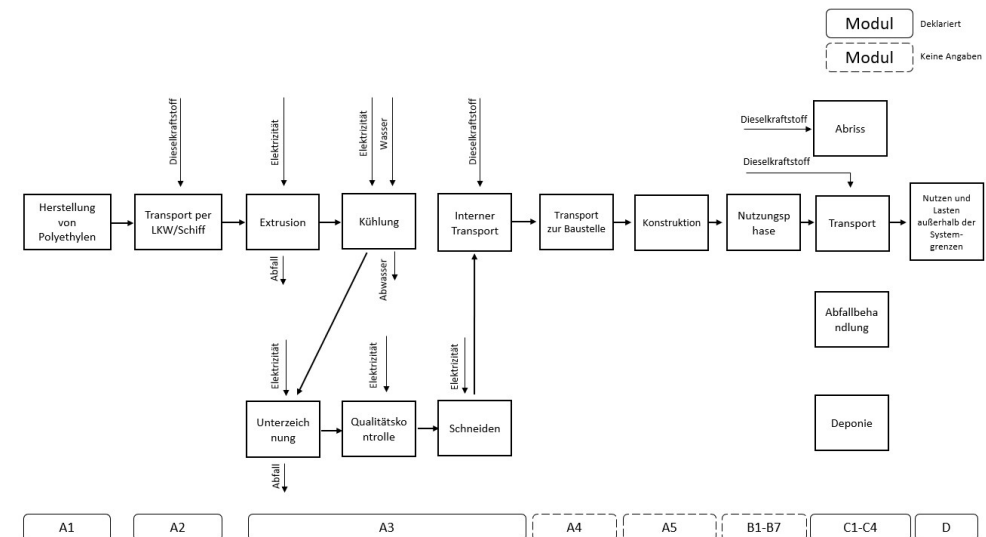 Modul
Deklariert
Modul
Keine Angaben
Dieselkraftstoff
Elektrizität
Elektrizität
Wasser
Dieselkraftstoff
Dieselkraftstoff
Abriss
Dieselkraftstoff
Herstellung
von
Polyethylen
Transport per
LKW/Schiff
Extrusion
Kühlung
Interner
Transport
Transport
zur Baustelle
Konstruktion
Nutzungsp
hase
Transport
Nutzen und
Lasten
außerhalb der
System-
grenzen
Abfall
Abwasser
Abfallbeha
ndlung
Elektrizität
Elektrizität
Elektrizität
Unterzeich
nung
Qualitätsko
ntrolle
Schneiden
Deponie
Abfall
A1
A2
A3
A4
A5
B1-B7
C1-C4
D